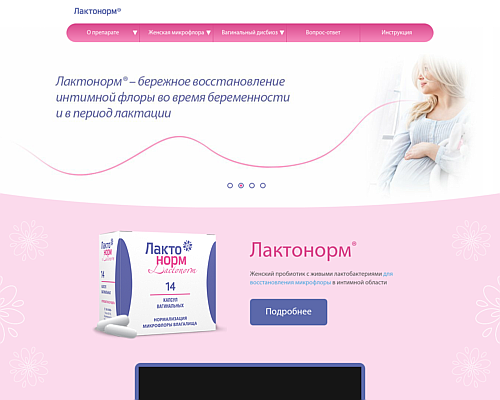 Лактонорм®
О препарате
Женская микрофлора
Вагинальный дисбиоз
Вопрос-ответ
Инструкция
Лактонорм® – бережное восстановление
интимной флоры во время беременности
и в период лактации
Лакто
норм
Lactonorm
14
КАПСУЛ
ВАГИНАЛЬНЫХ
НОРМАЛИЗАЦИЯ
МИКРОФЛОРЫ ВЛАГАЛИЩА
Лактонорм®
Женский пробиотик с живыми лактобактериями для
восстановления микрофлоры в интимной области
Подробнее